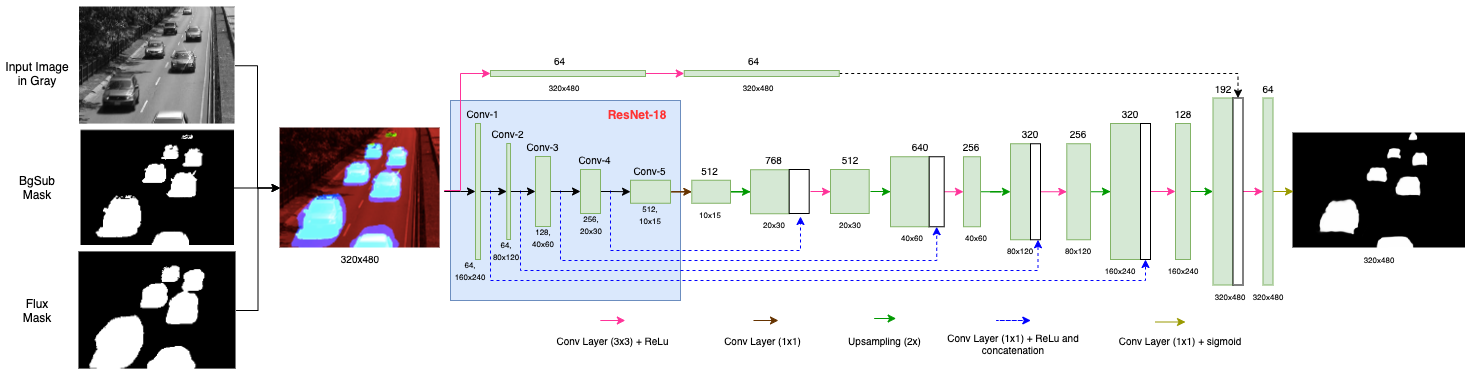 Input Image
in Gray
BgSub
Mask
Flux
Mask
320x480
64
320x480
64
320x480
ResNet-18
Conv-1
64,
160x240
Conv-2
64,
80x120
Conv-3
128,
40x60
Conv-4
256,
20x30
Conv-5
512,
10x15
512
10x15
768
20x30
512
20x30
640
40x60
256
40x60
320
80x120
256
80x120
320
160x240
128
160x240
192
320x480
64
320x480
320x480
Conv Layer (3x3) + ReLu
Conv Layer (1x1)
Upsampling (2x)
Conv Layer (1x1) + ReLu and
concatenation
Conv Layer (1x1) + sigmoid